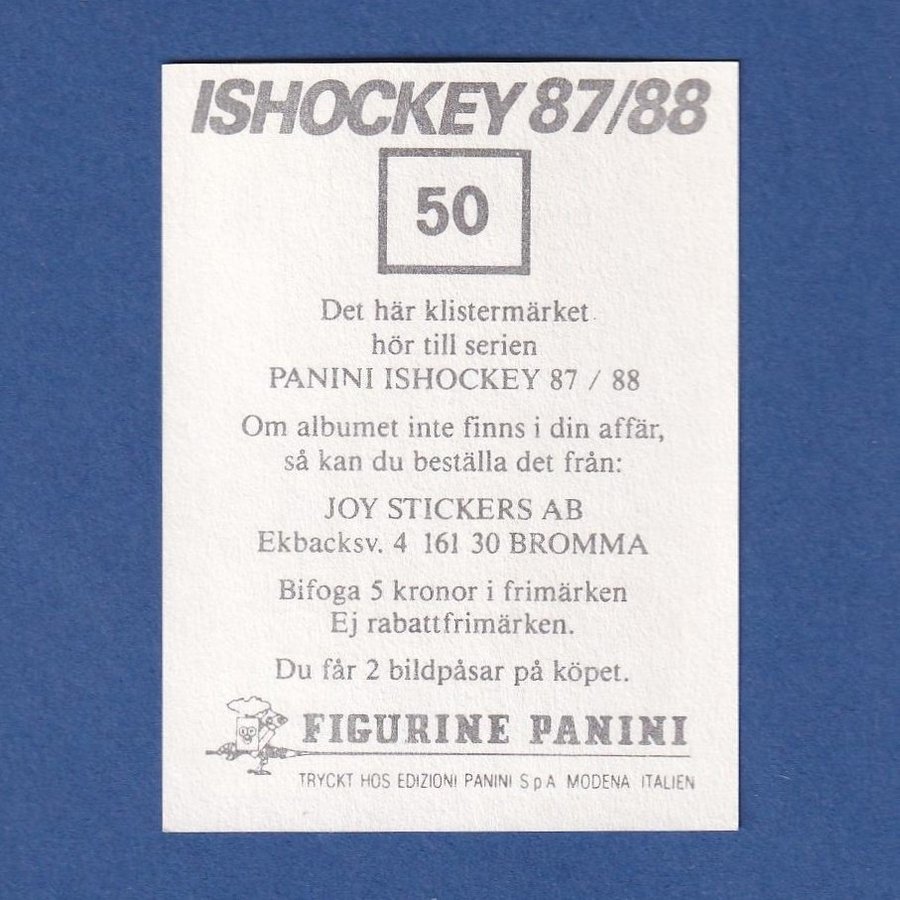 ISHOCKEY 87/88
50
Det här klistermärket
hör till serien
PANINI ISHOCKEY 87 / 88
Om albumet inte finns i din affär,
så kan du beställa det från:
JOY STICKERS AB
Ekbacksv. 4 161 30 BROMMA
Bifoga 5 kronor i frimärken
Ej rabattfrimärken.
Du får 2 bildpåsar på köpet.
FIGURINE PANINI
TRYCKT HOS EDIZIONI PANINI S p A MODENA ITALIEN